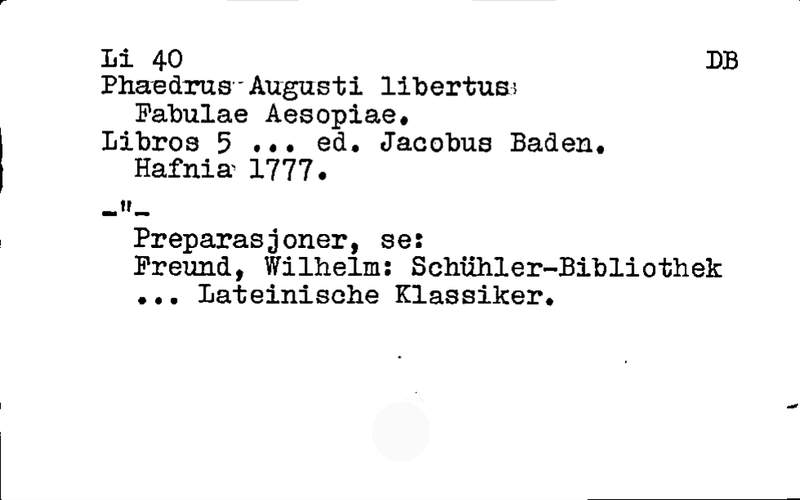 Li 40 DB
Phaedrus Augusti libertus:
Fabulae Aesopiae.
Libros 5 ... ed. Jacobus Baden.
Hafnia 1777.
_"_
Preparasjoner, se:
Freund, Wilhelm: Schühler-Bibliothek
... Lateinische Klassiker.